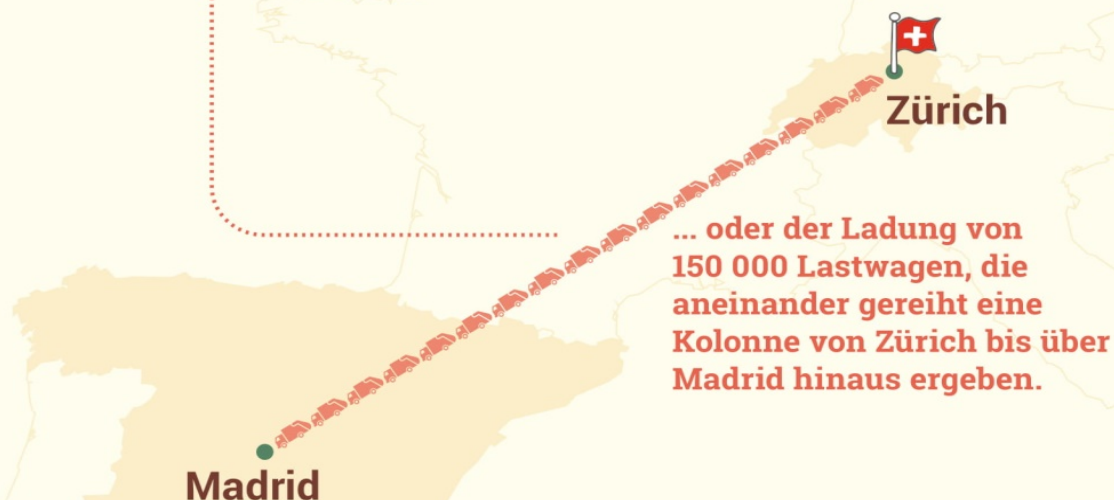 Zürich
... oder der Ladung von
150 000 Lastwagen, die
aneinander gereiht eine
Kolonne von Zürich bis über
Madrid hinaus ergeben.
Madrid